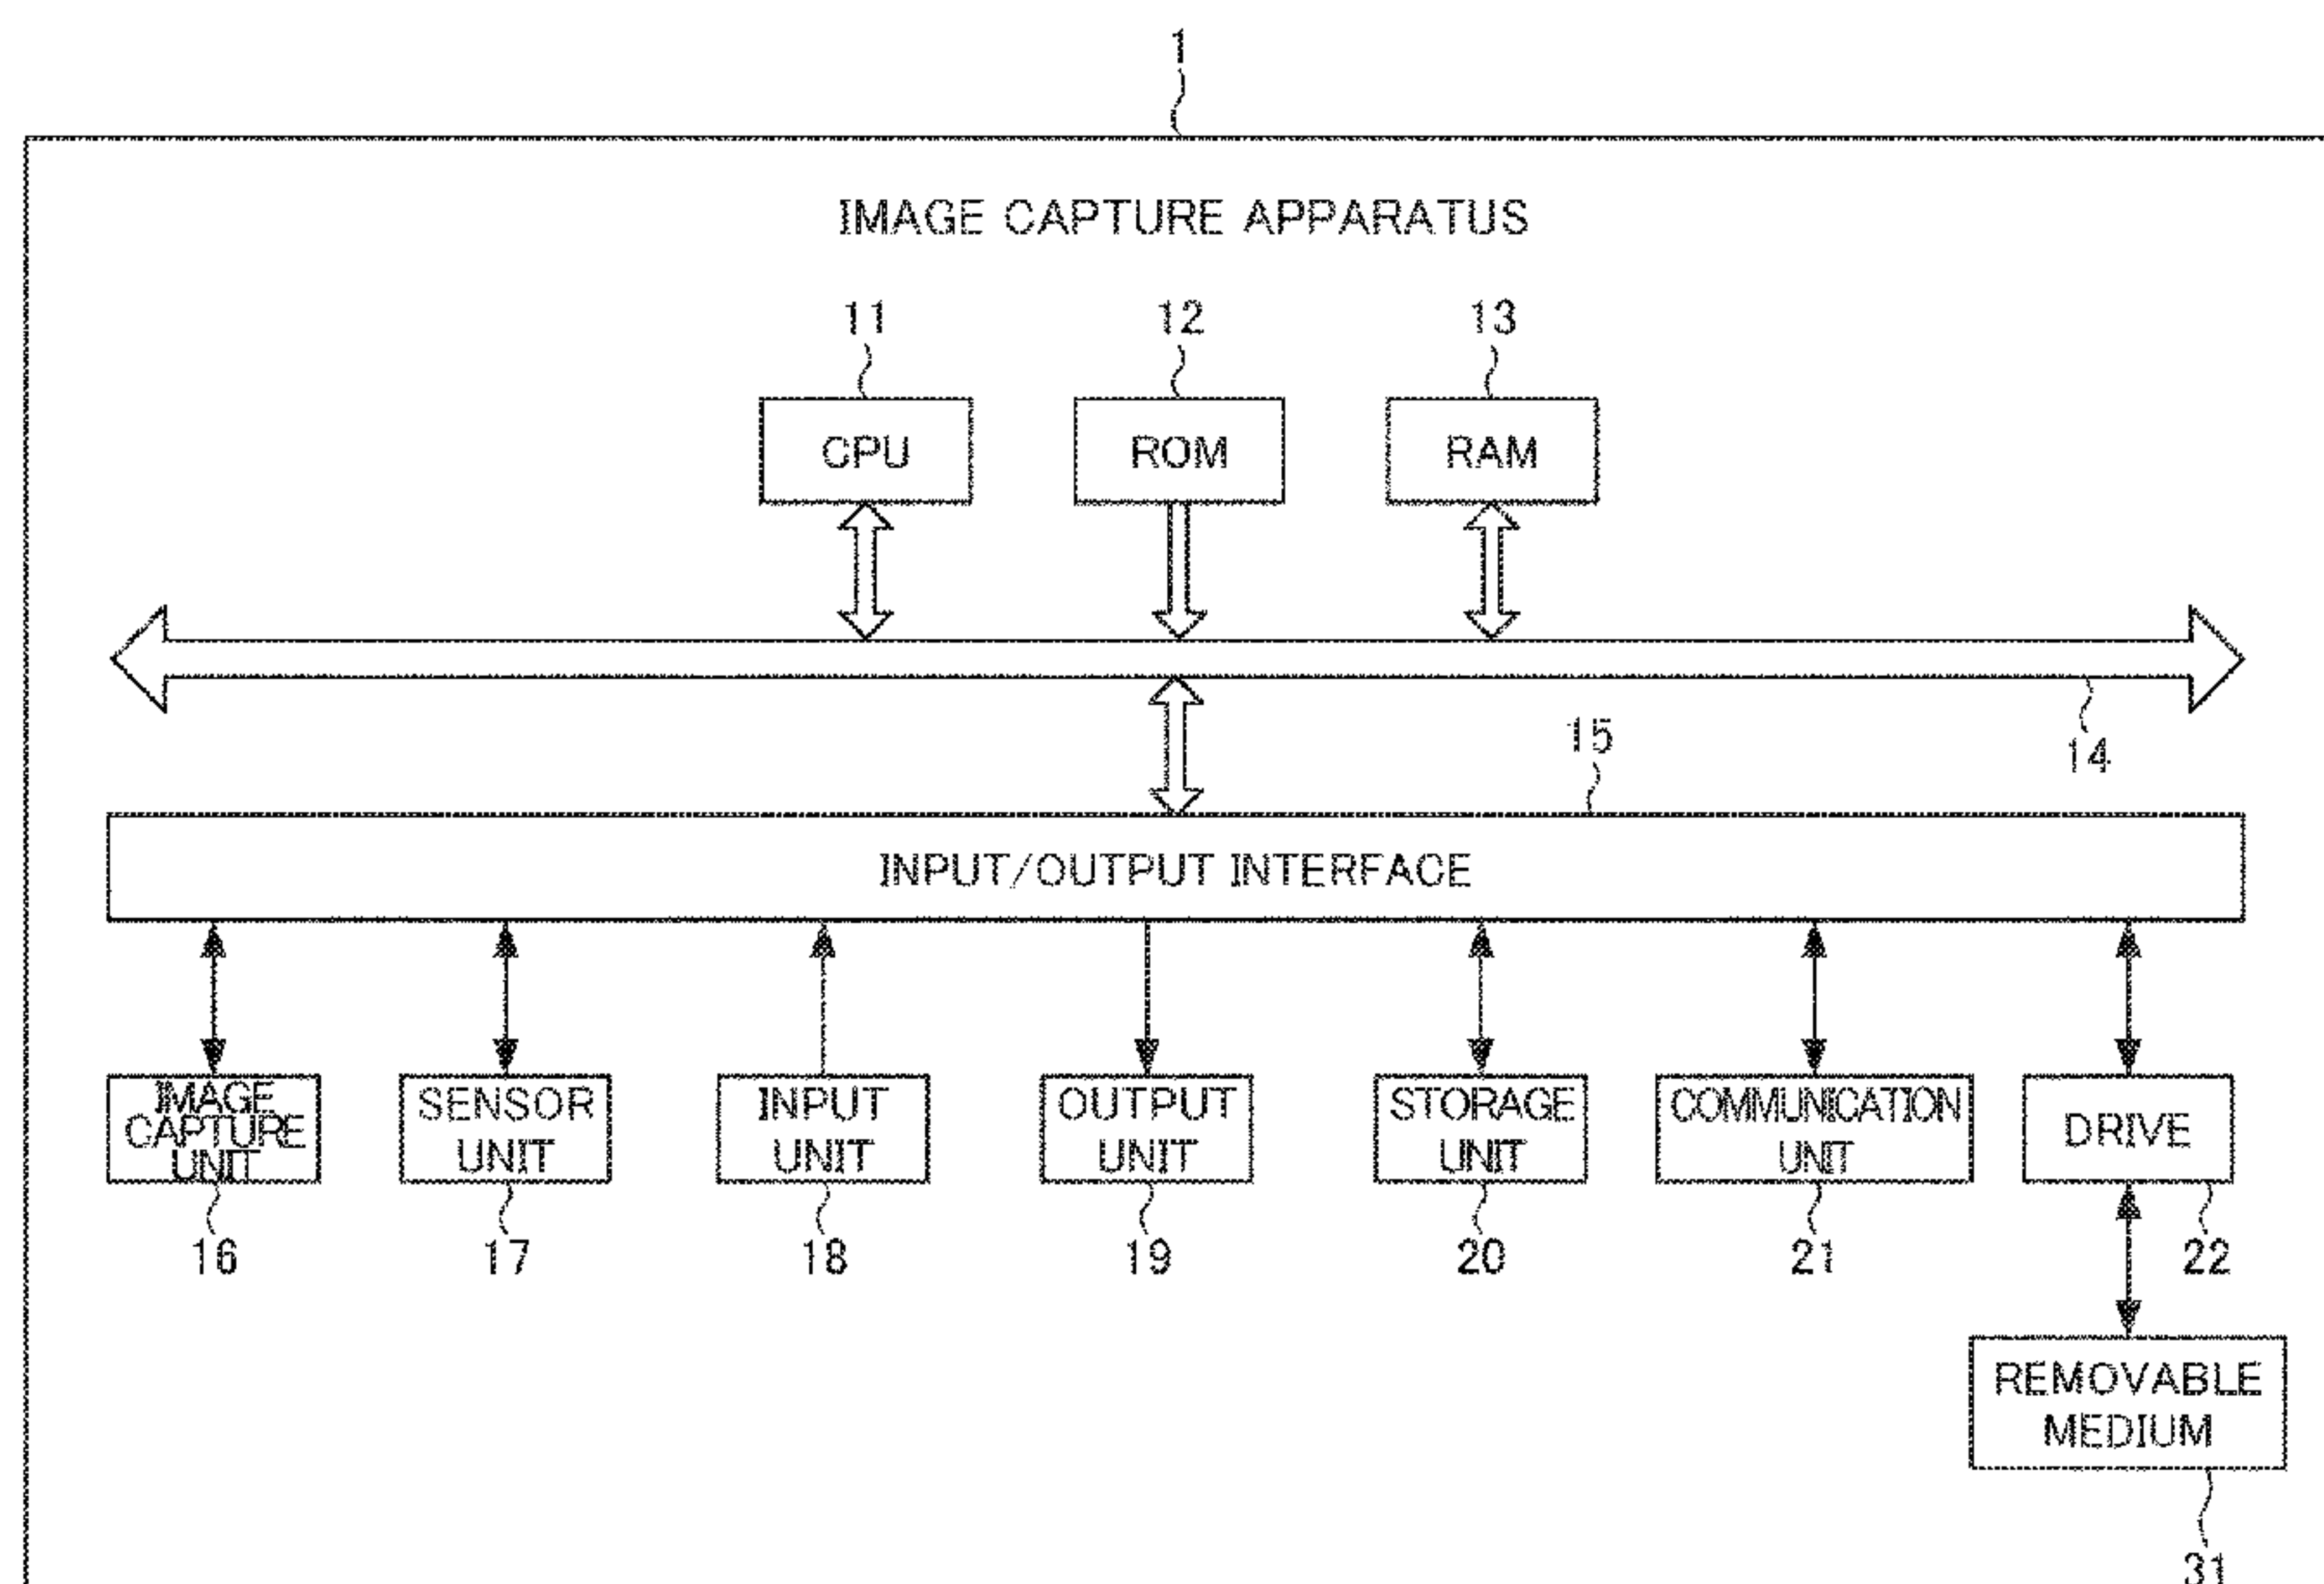 1
IMAGE CAPTURE APPARATUS
11
12
13
CPU
ROM
RAM
15
14
INPUT/OUTPUT INTERFACE
IMAGE
CAPTURE
UNIT
SENSOR
UNIT
INPUT
UNIT
OUTPUT
UNIT
STORAGE
UNIT
COMMUNICATION
UNIT
DRIVE
16
17
18
19
20
21
22
REMOVABLE
MEDIUM
31